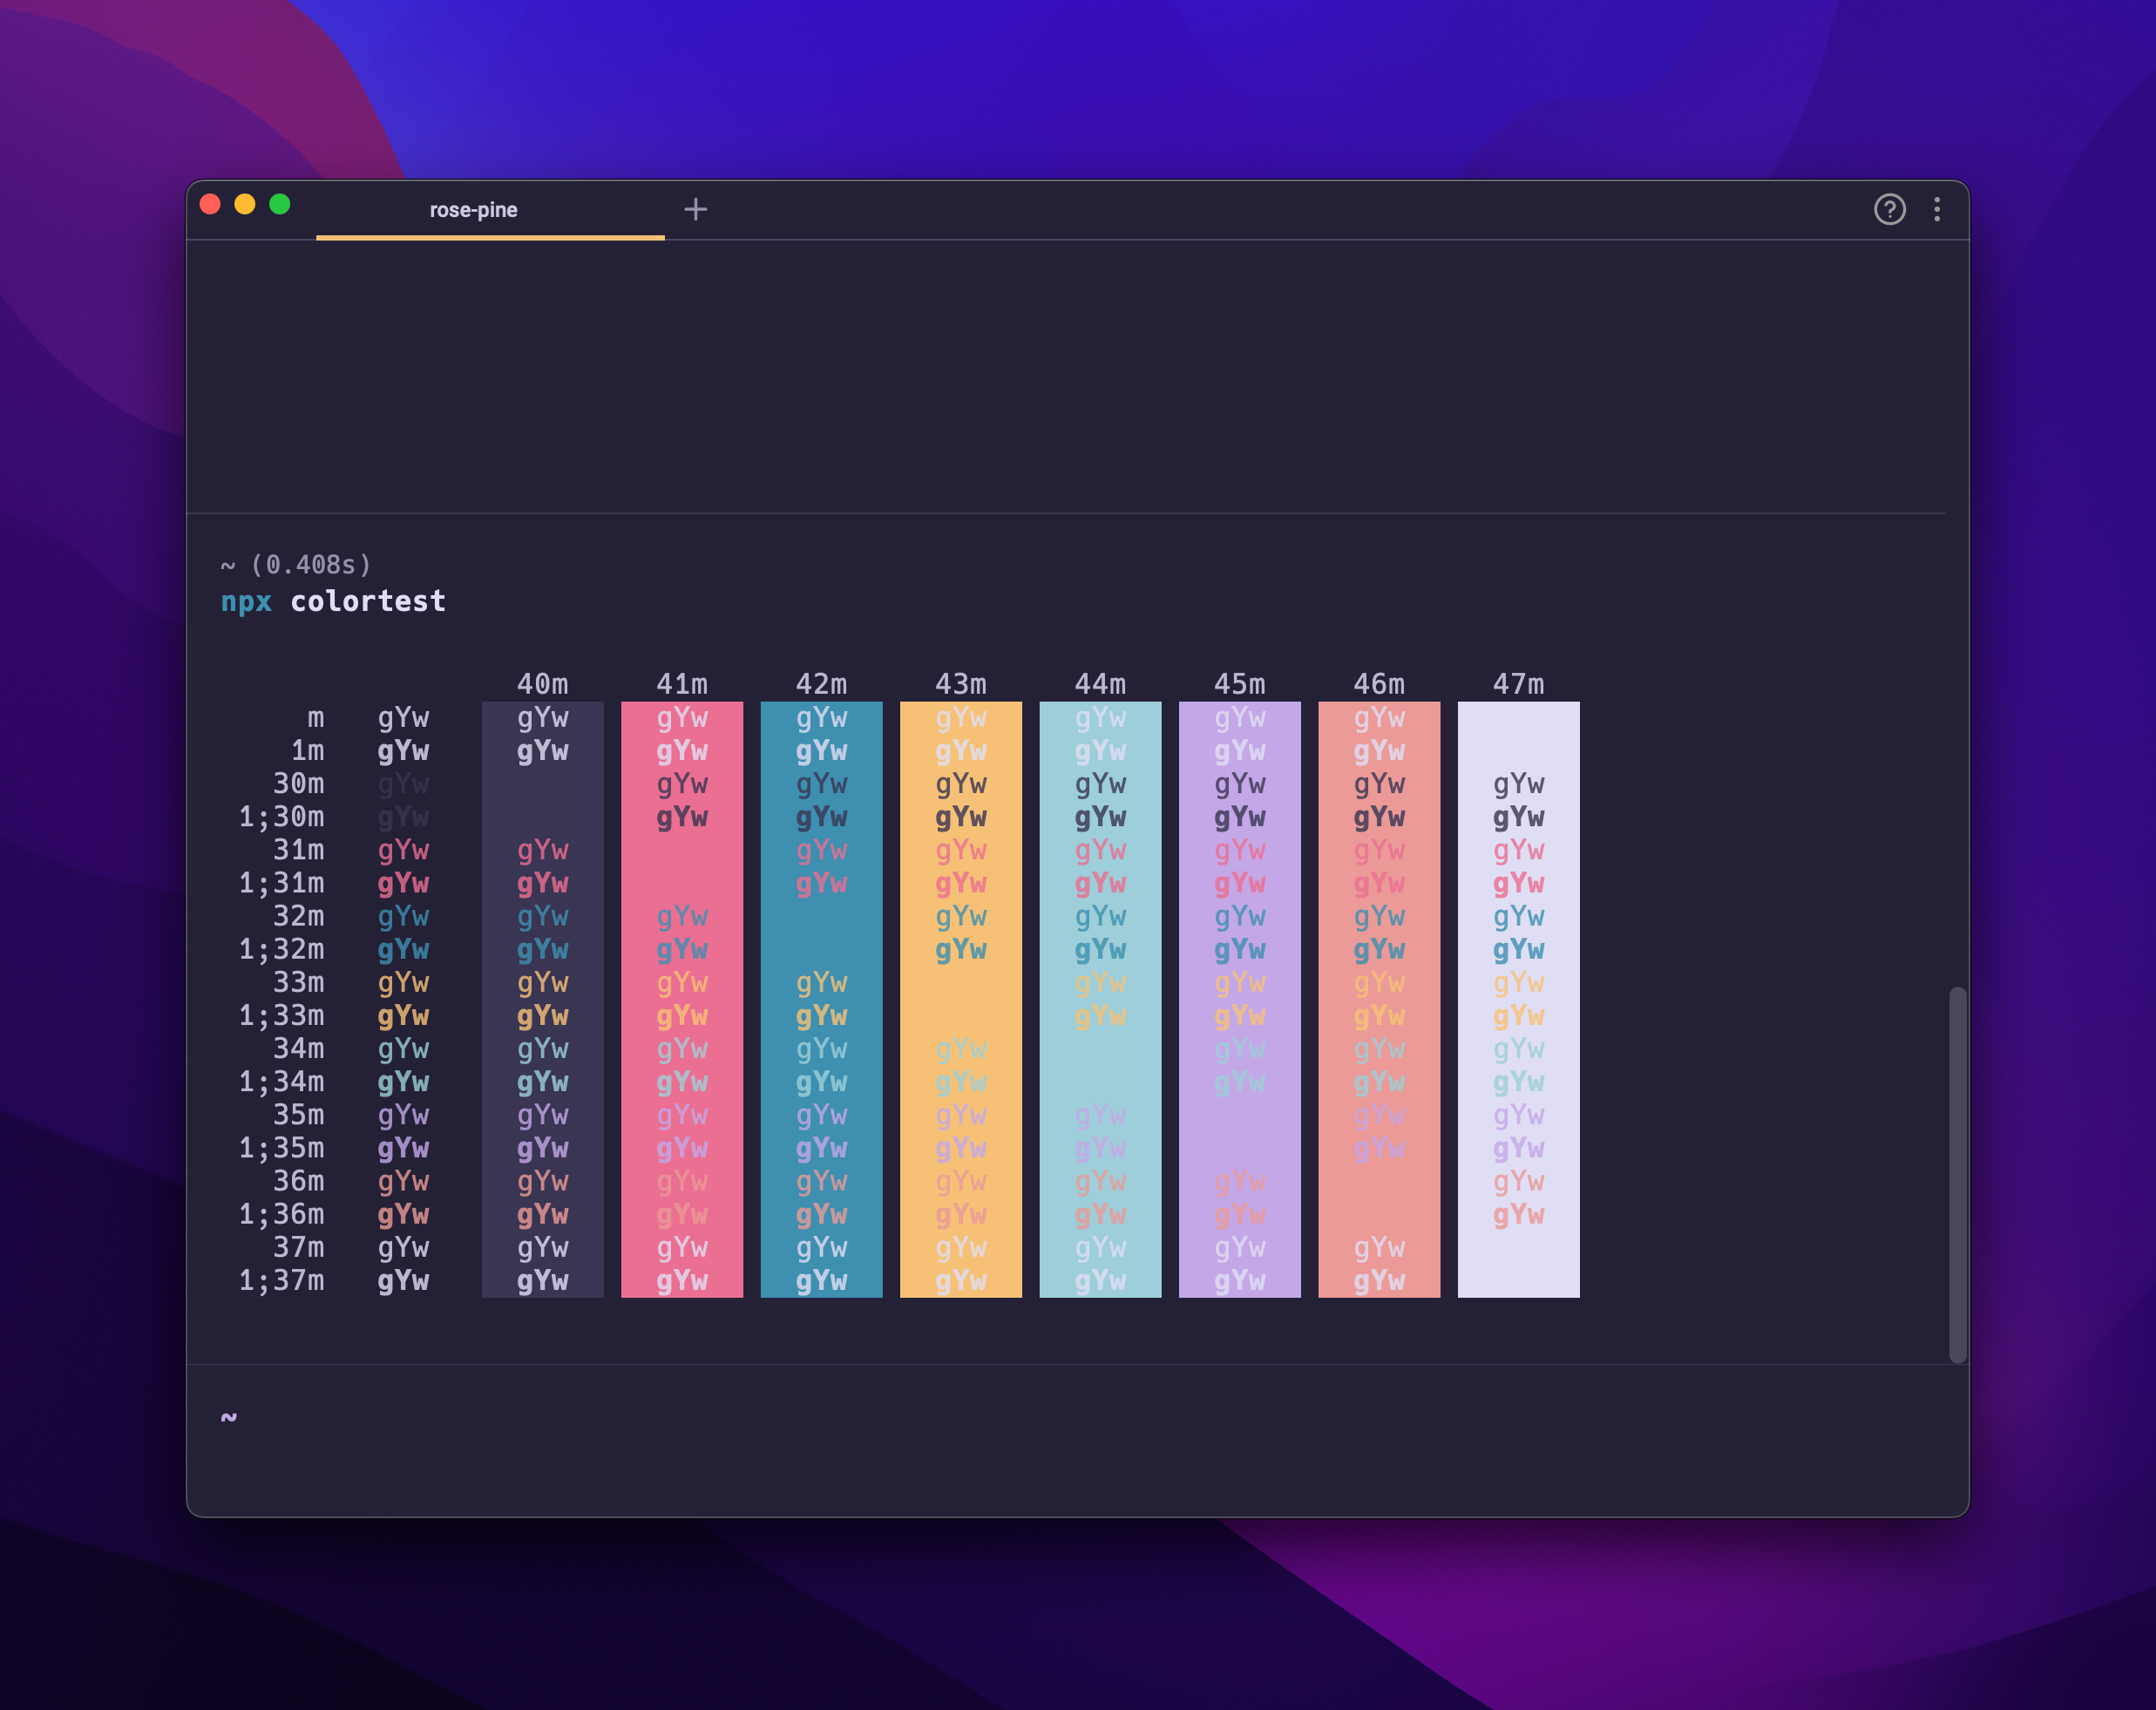 rose-pine
~ (0.408s)
npx colortest
40m 41m 42m 43m 44m 45m 46m 47m
m gYw gYw gYw gYw gYw gYw gYw gYw
1m gYw gYw gYw gYw gYw gYw gYw gYw
30m gYw gYw gYw gYw gYw gYw gYw gYw
1;30m gYw gYw gYw gYw gYw gYw gYw gYw
31m gYw gYw gYw gYw gYw gYw gYw gYw
1;31m gYw gYw gYw gYw gYw gYw gYw gYw
32m gYw gYw gYw gYw gYw gYw gYw gYw
1;32m gYw gYw gYw gYw gYw gYw gYw gYw
33m gYw gYw gYw gYw gYw gYw gYw gYw
1;33m gYw gYw gYw gYw gYw gYw gYw gYw
34m gYw gYw gYw gYw gYw gYw gYw gYw
1;34m gYw gYw gYw gYw gYw gYw gYw gYw
35m gYw gYw gYw gYw gYw gYw gYw gYw
1;35m gYw gYw gYw gYw gYw gYw gYw gYw
36m gYw gYw gYw gYw gYw gYw gYw gYw
1;36m gYw gYw gYw gYw gYw gYw gYw gYw
37m gYw gYw gYw gYw gYw gYw gYw gYw
1;37m gYw gYw gYw gYw gYw gYw gYw gYw
~